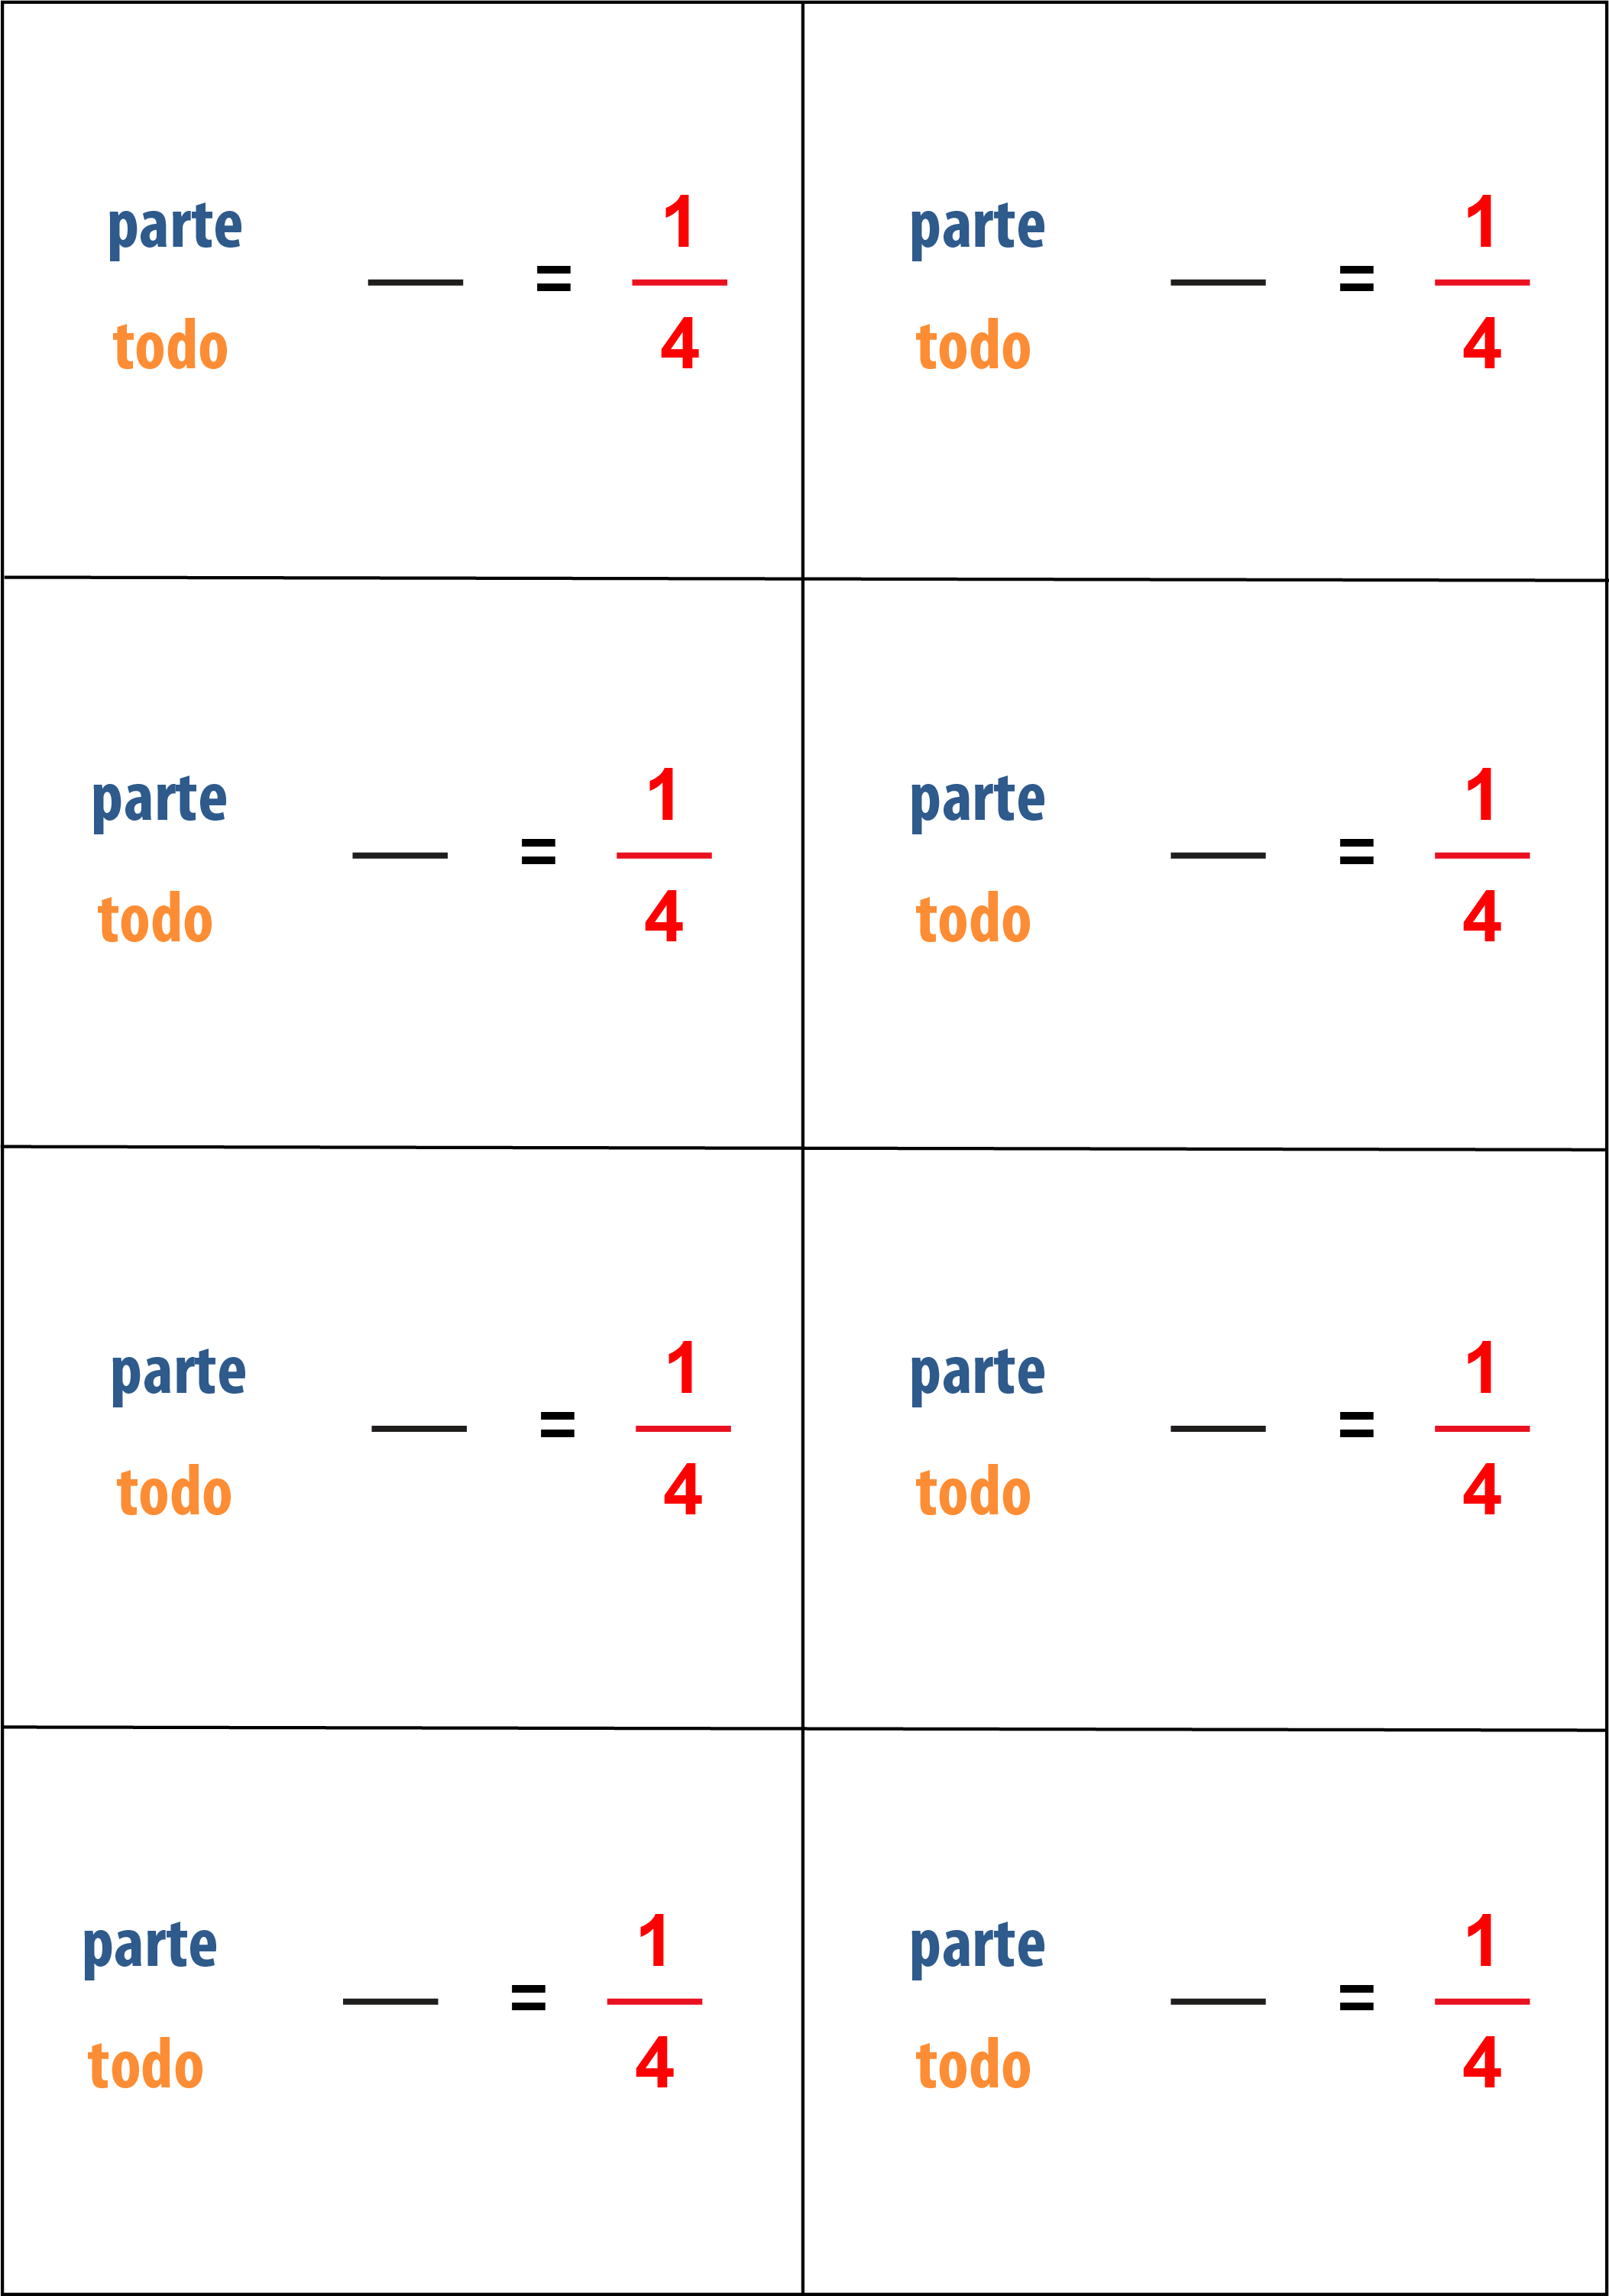 parte
— = 1
4
todo
parte
— = 1
4
todo
parte
— = 1
4
todo
parte
— = 1
4
todo
parte
— = 1
4
todo
parte
— = 1
4
todo
parte
— = 1
4
todo
parte
— = 1
4
todo